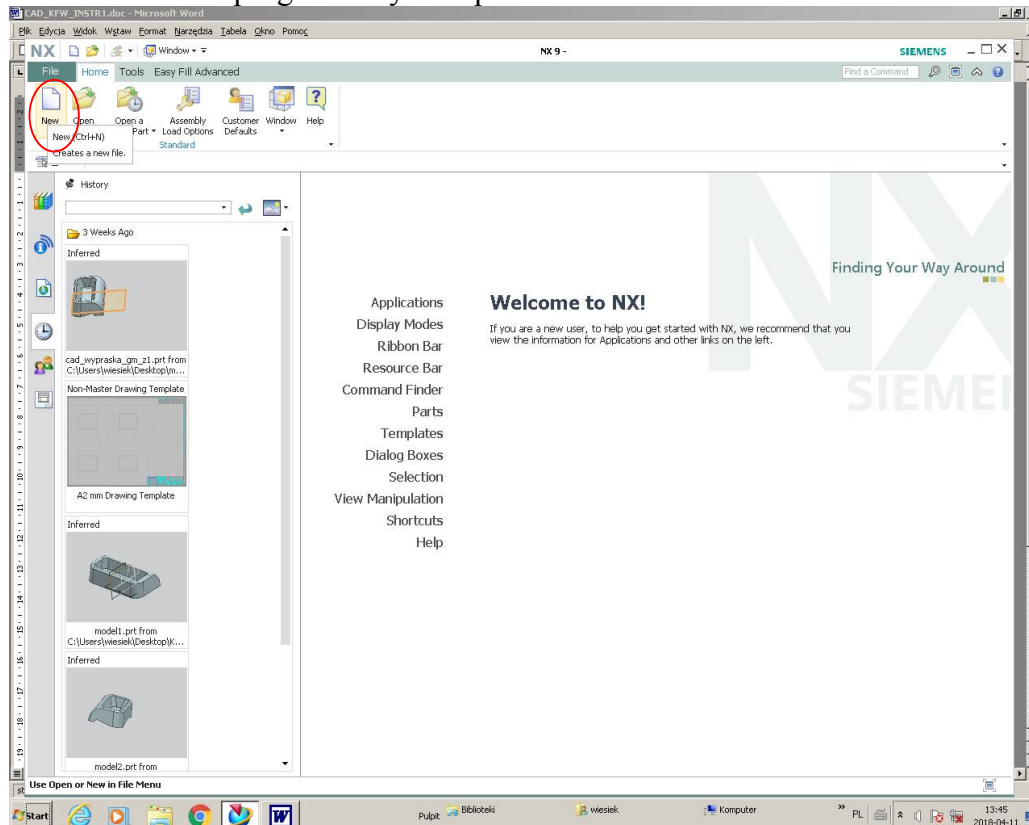 CAD_KFW_INSTR1.doc - Microsoft Word
Plik Edycja Widok Wstaw Format Narzędzia Tabela Okno Pomoc
NX Window NX 9 - SIEMENS
File Home Tools Easy Fill Advanced Find a Command
New Open Open a Assembly Customer Window Help
Part Load Options Defaults
New (Ctrl+N)
Standard
Creates a new file.
History
3 Weeks Ago
Inferred
cad_wypraska_gm_z1.prt from
C:\Users\wiesiek\Desktop\m...
Non-Master Drawing Template
A2 mm Drawing Template
Inferred
model1.prt from
C:\Users\wiesiek\Desktop\K...
Inferred
model2.prt from
NX
Finding Your Way Around
SIEMEN
Applications
Display Modes
Ribbon Bar
Resource Bar
Command Finder
Parts
Templates
Dialog Boxes
Selection
View Manipulation
Shortcuts
Help
Welcome to NX!
If you are a new user, to help you get started with NX, we recommend that you
view the information for Applications and other links on the left.
Use Open or New in File Menu
Start Pulpit Biblioteki wiesiek Komputer PL 13:45
2018-04-11